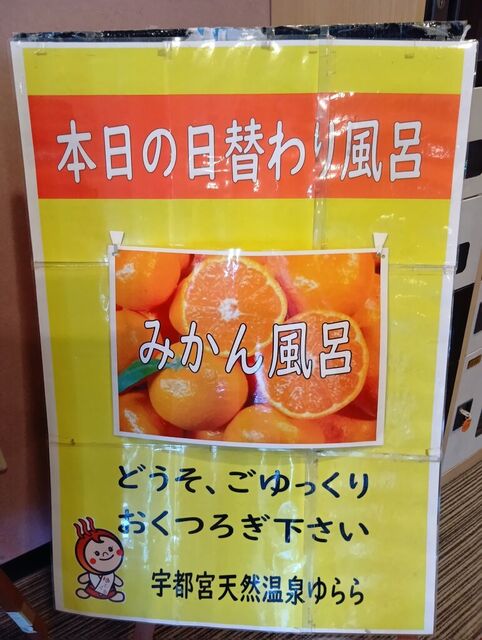 本日の日替わり風呂
みかん風呂
どうぞ、ごゆっくり
おくつろぎ下さい
宇都宮天然温泉ゆらら